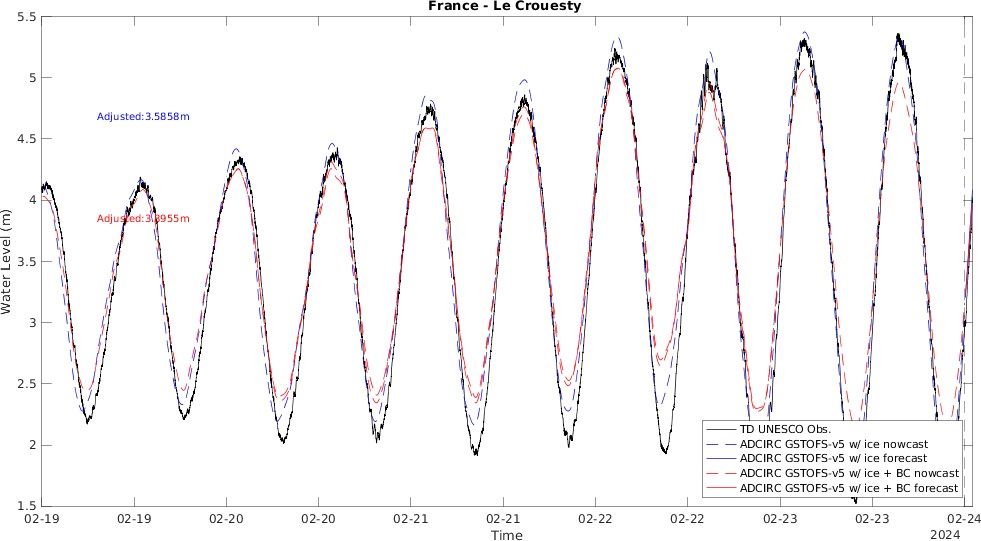 France - Le Crouesty
5.5
5
4.5
4
3.5
3
2.5
2
1.5
Water Level (m)
Adjusted:3.5858m
Adjusted:3.3955m
TD UNESCO Obs.
ADCIRC GSTOFS-v5 w/ ice nowcast
ADCIRC GSTOFS-v5 w/ ice forecast
ADCIRC GSTOFS-v5 w/ ice + BC nowcast
ADCIRC GSTOFS-v5 w/ ice + BC forecast
02-19 02-19 02-20 02-20 02-21 02-21 02-22 02-22 02-23 02-23 02-24
Time
2024